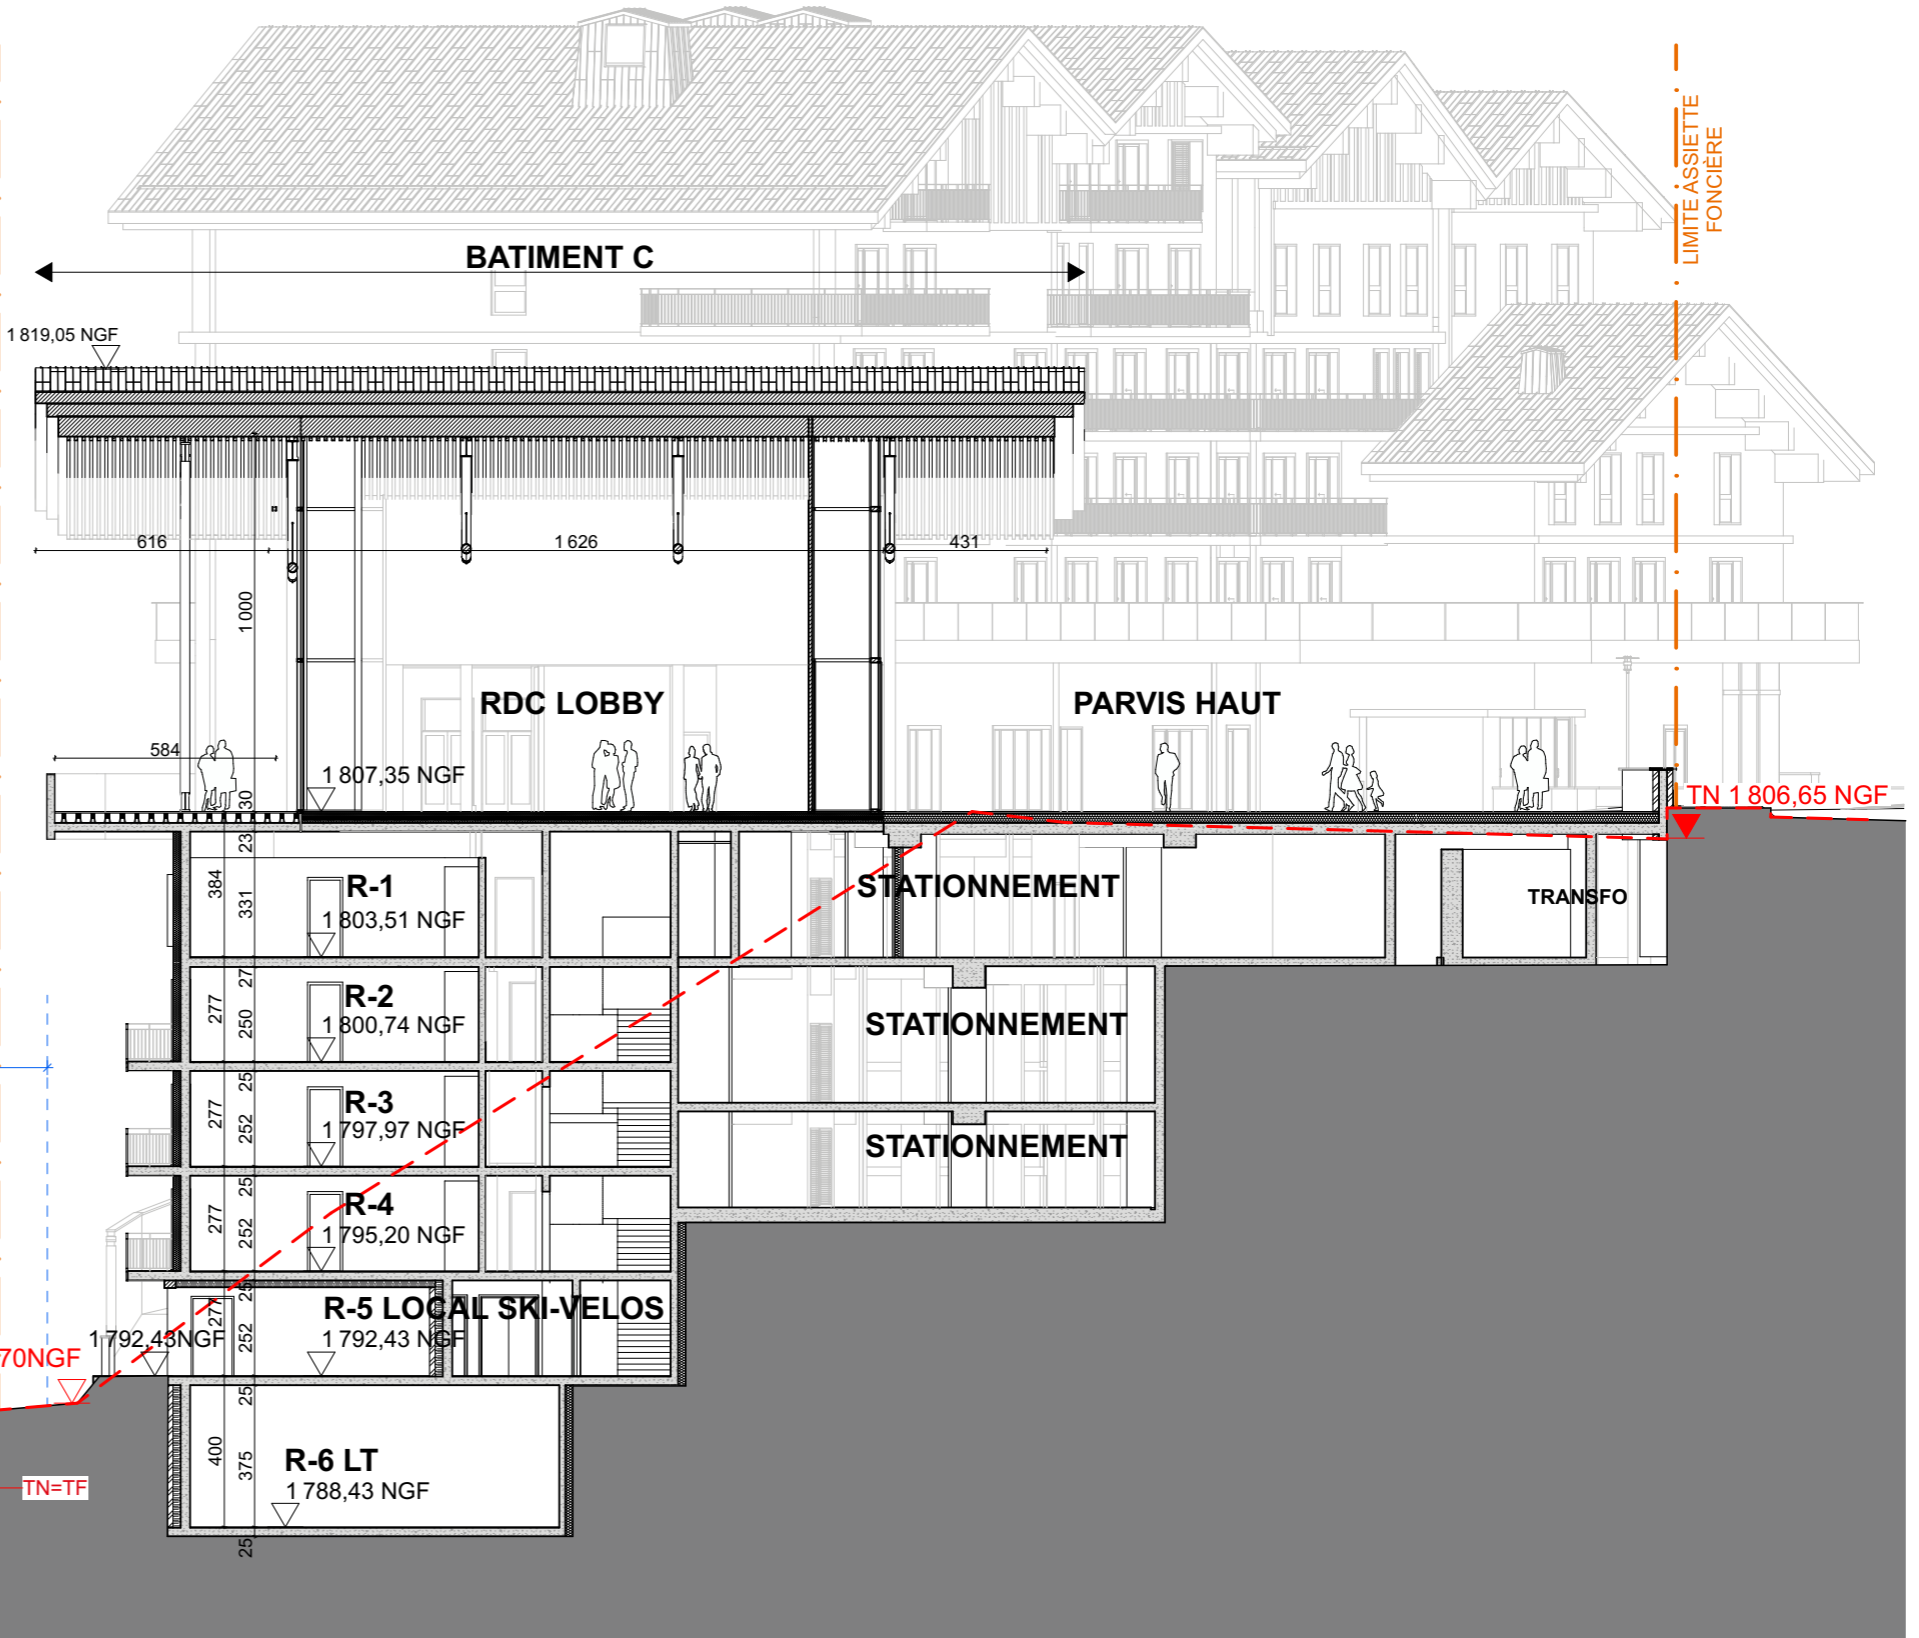 LIMITE ASSIETTE
FONCIÈRE
BATIMENT C
1 819,05 NGF
616
1 626
431
1 000
RDC LOBBY
PARVIS HAUT
584
1 807,35 NGF
TN 1 806,65 NGF
30
23
384
331
R-1
1 803,51 NGF
STATIONNEMENT
TRANSFO
27
277
250
R-2
1 800,74 NGF
STATIONNEMENT
25
277
252
R-3
1 797,97 NGF
STATIONNEMENT
25
277
252
R-4
1 795,20 NGF
25
277
252
R-5 LOCAL SKI-VELOS
1 792,43NGF
1 792,43 NGF
70NGF
25
400
375
R-6 LT
1 788,43 NGF
TN=TF
25